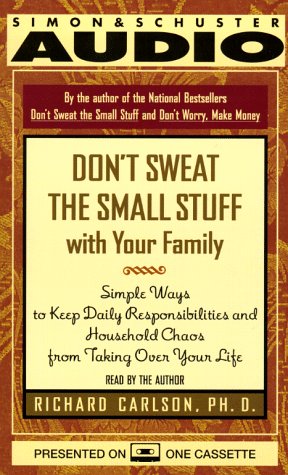 SIMON & SCHUSTER
AUDIO
By the author of the National Bestsellers
Don't Sweat the Small Stuff and Don't Worry, Make Money
DON'T SWEAT
THE SMALL STUFF
with Your Family
Simple Ways
to Keep Daily Responsibilities and
Household Chaos
from Taking Over Your Life
READ BY THE AUTHOR
RICHARD CARLSON, PH. D.
PRESENTED ON ONE CASSETTE